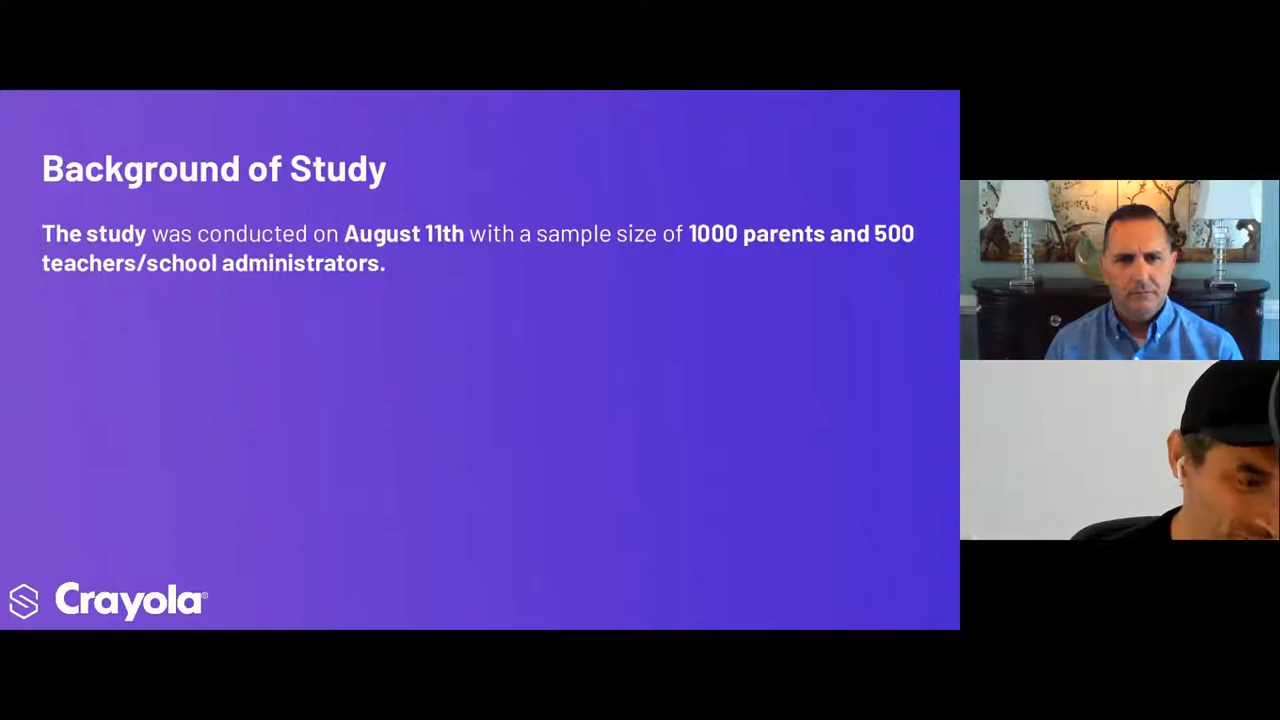 Background of Study
The study was conducted on August 11th with a sample size of 1000 parents and 500
teachers/school administrators.
Crayola®